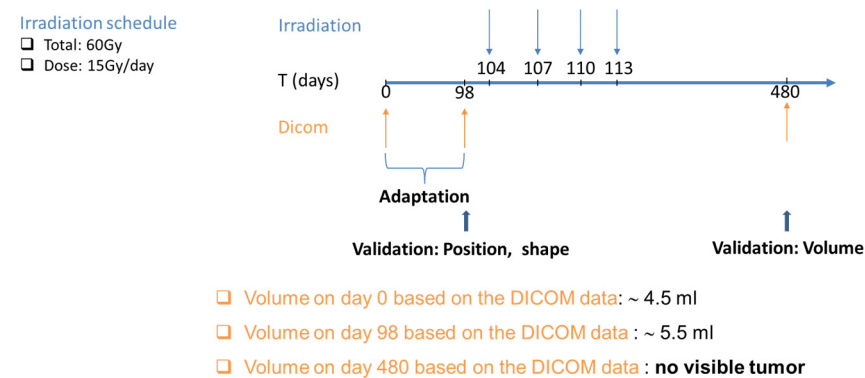 Irradiation schedule
❑ Total: 60Gy
❑ Dose: 15Gy/day
Irradiation
104 107 110 113
T (days)
0 98 480
Dicom
Adaptation
Validation: Position, shape
Validation: Volume
❑ Volume on day 0 based on the DICOM data: ~ 4.5 ml
❑ Volume on day 98 based on the DICOM data : ~ 5.5 ml
❑ Volume on day 480 based on the DICOM data : no visible tumor